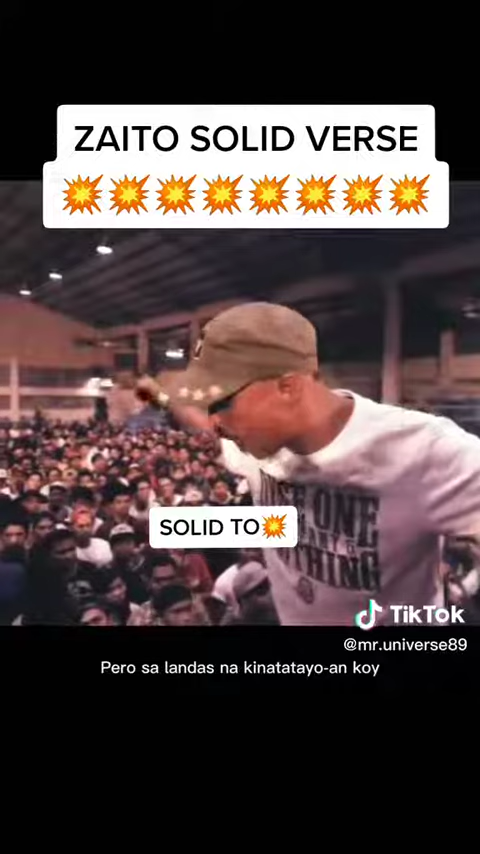 ZAITO SOLID VERSE
💥💥💥💥💥💥💥💥
SOLID TO💥
TikTok
@mr.universe89
Pero sa landas na kinatatayo-an koy